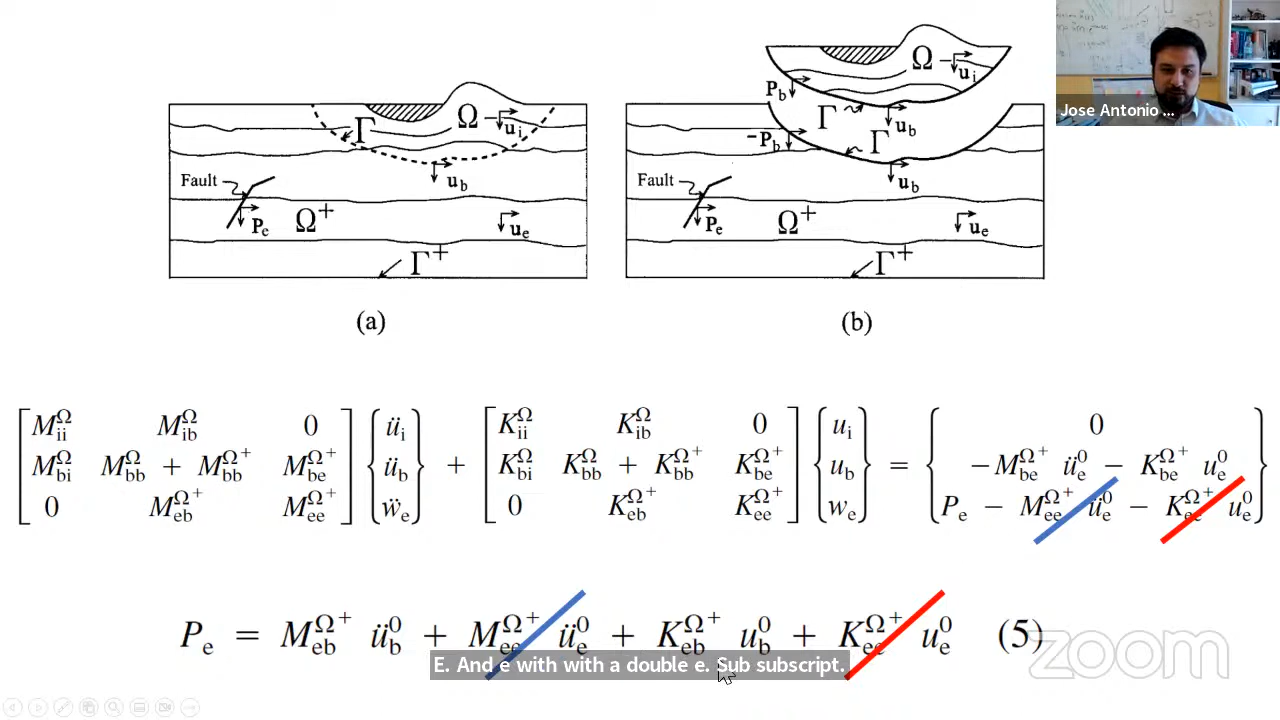 Jose Antonio ...
Ω
u_i
P_b
Γ
u_b
Γ
Ω
u_i
-P_b
Γ
u_b
u_b
Fault
P_e
Ω⁺
u_e
Γ⁺
Fault
P_e
Ω⁺
u_e
Γ⁺
(a)
(b)
[M_ii^Ω M_ib^Ω 0] {ü_i} + [K_ii^Ω K_ib^Ω 0] {u_i} = {0}
[M_bi^Ω M_bb^Ω + M_bb^Ω⁺ M_be^Ω⁺] {ü_b} [K_bi^Ω K_bb^Ω + K_bb^Ω⁺ K_be^Ω⁺] {u_b} {-M_be^Ω⁺ ü_e^0 - K_be^Ω⁺ u_e^0}
[0 M_eb^Ω⁺ M_ee^Ω⁺] {ẅ_e} [0 K_eb^Ω⁺ K_ee^Ω⁺] {w_e} {P_e - M_ee^Ω⁺ ü_e^0 - K_ee^Ω⁺ u_e^0}
P_e = M_eb^Ω⁺ ü_b^0 + M_ee^Ω⁺ ü_e^0 + K_eb^Ω⁺ u_b^0 + K_ee^Ω⁺ u_e^0 (5)
E. And e with with a double e. Sub subscript.
zoom